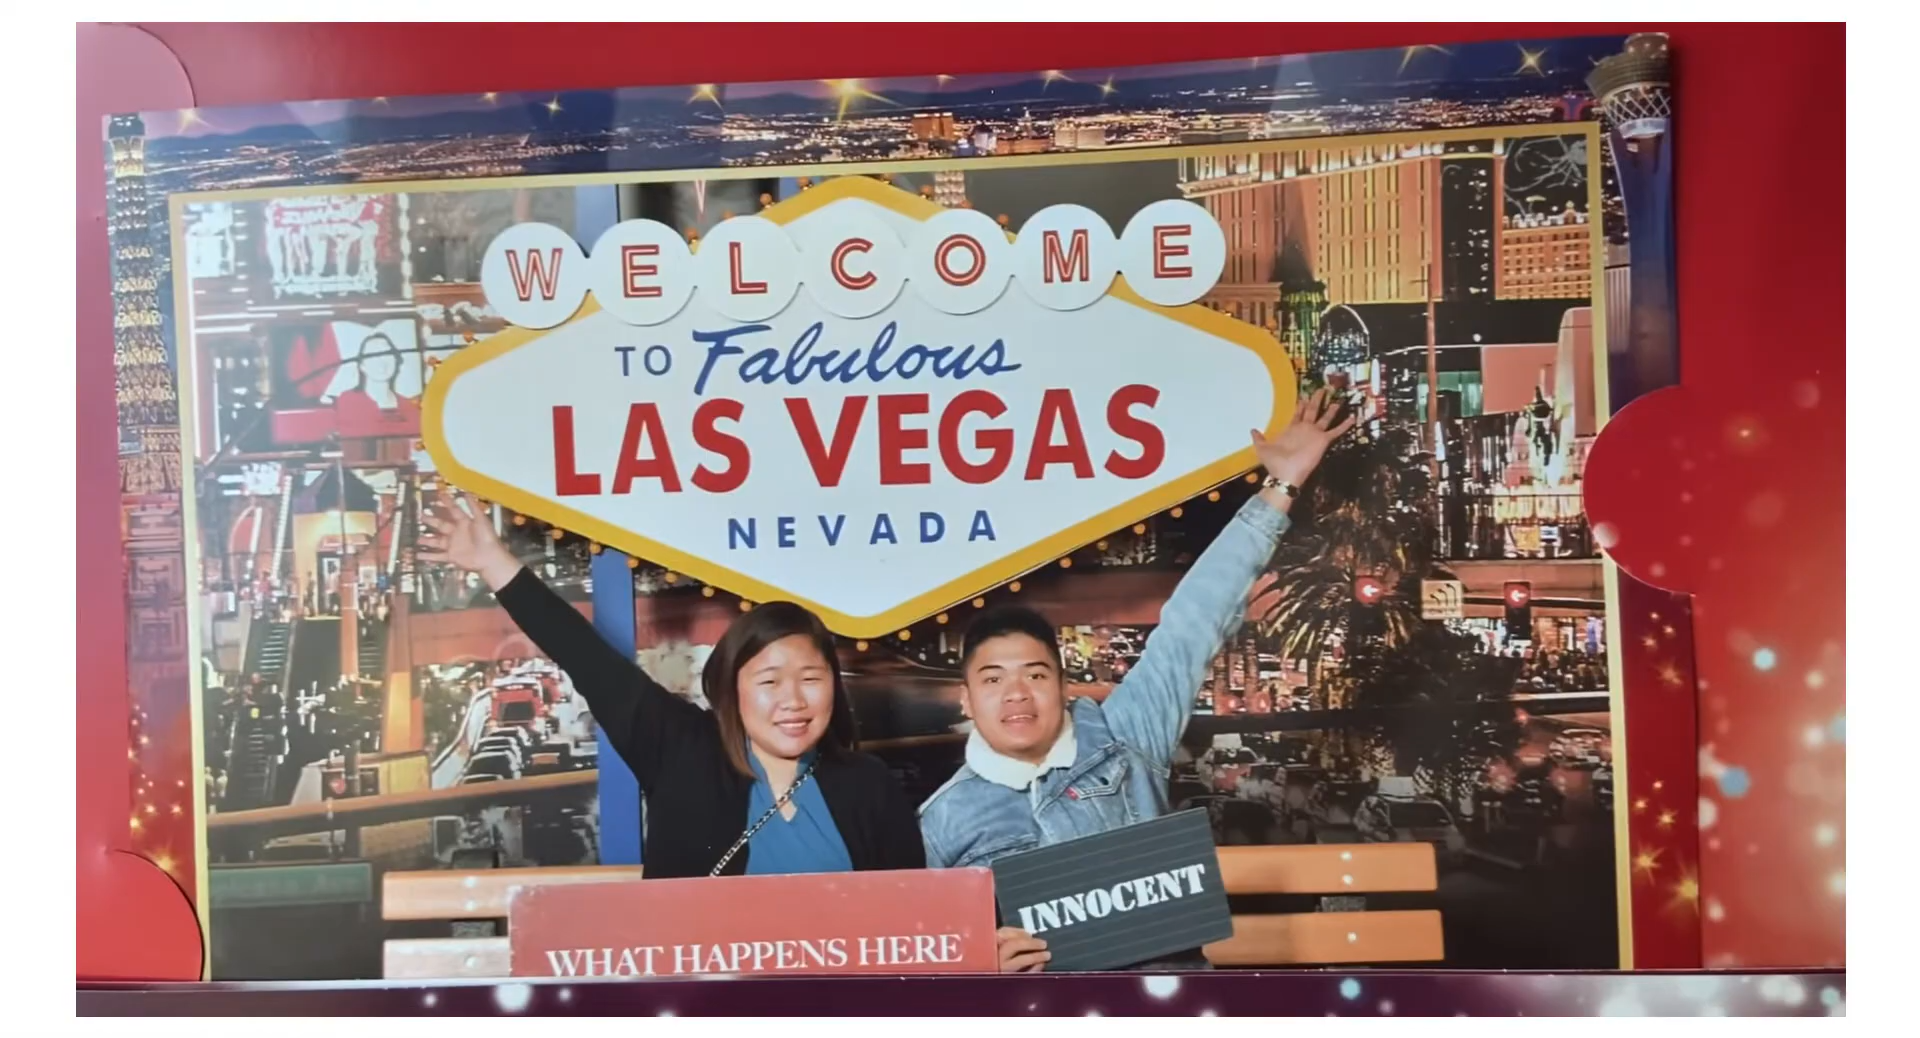 WELCOME
TO Fabulous
LAS VEGAS
NEVADA
INNOCENT
WHAT HAPPENS HERE